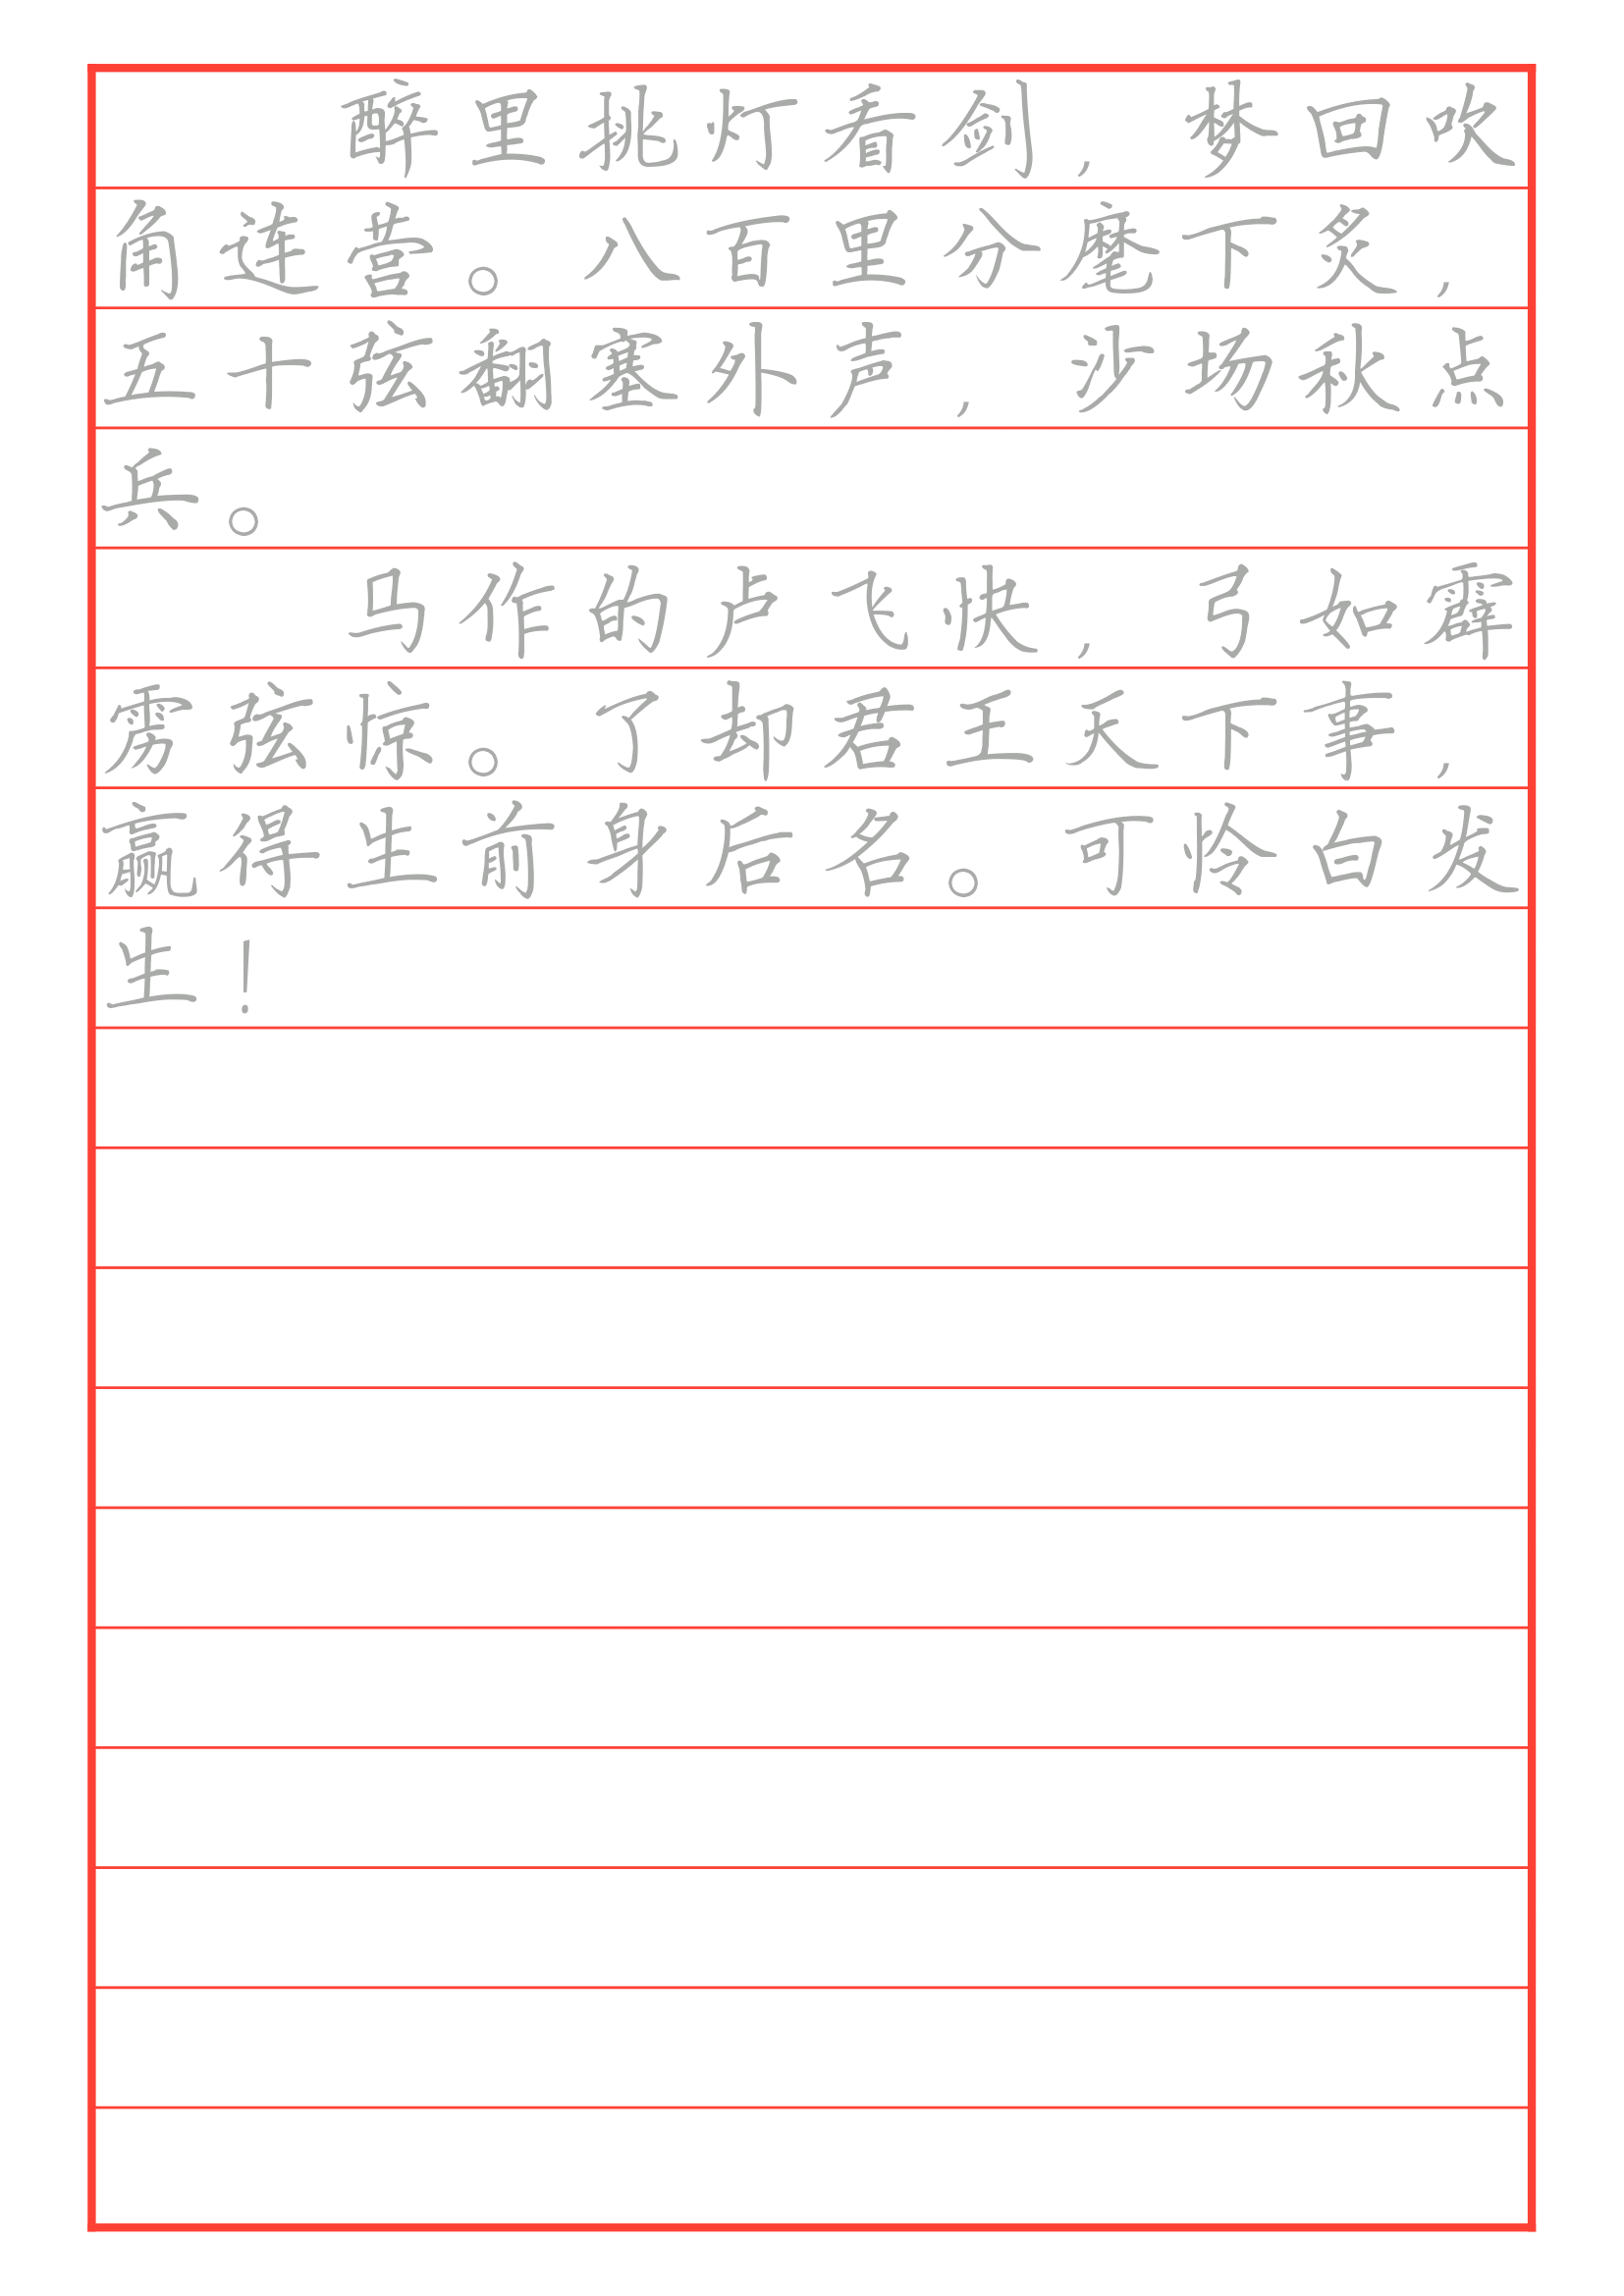 醉里挑灯看剑，梦回吹
角连营。八百里分麾下炙，
五十弦翻塞外声，沙场秋点
兵。
马作的卢飞快，弓如霹
雳弦惊。了却君王天下事，
赢得生前身后名。可怜白发
生！